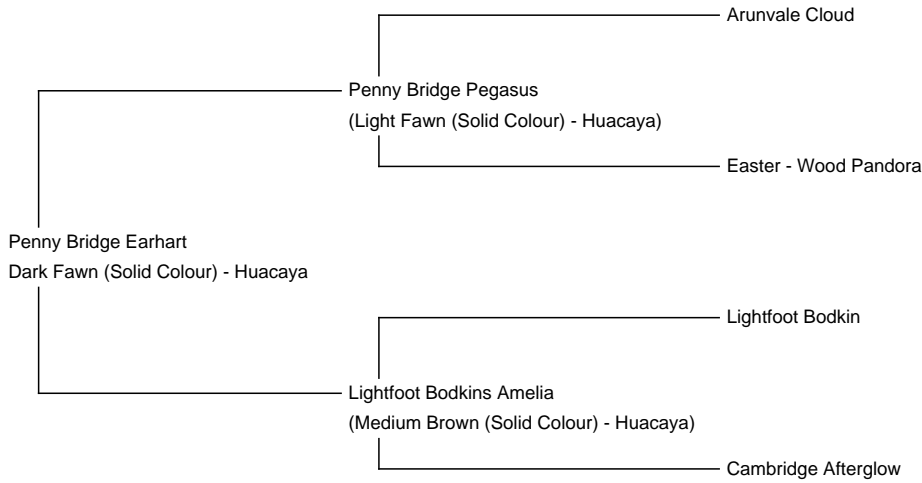 Arunvale Cloud
Penny Bridge Pegasus
(Light Fawn (Solid Colour) - Huacaya)
Easter - Wood Pandora
Penny Bridge Earhart
Dark Fawn (Solid Colour) - Huacaya
Lightfoot Bodkin
Lightfoot Bodkins Amelia
(Medium Brown (Solid Colour) - Huacaya)
Cambridge Afterglow